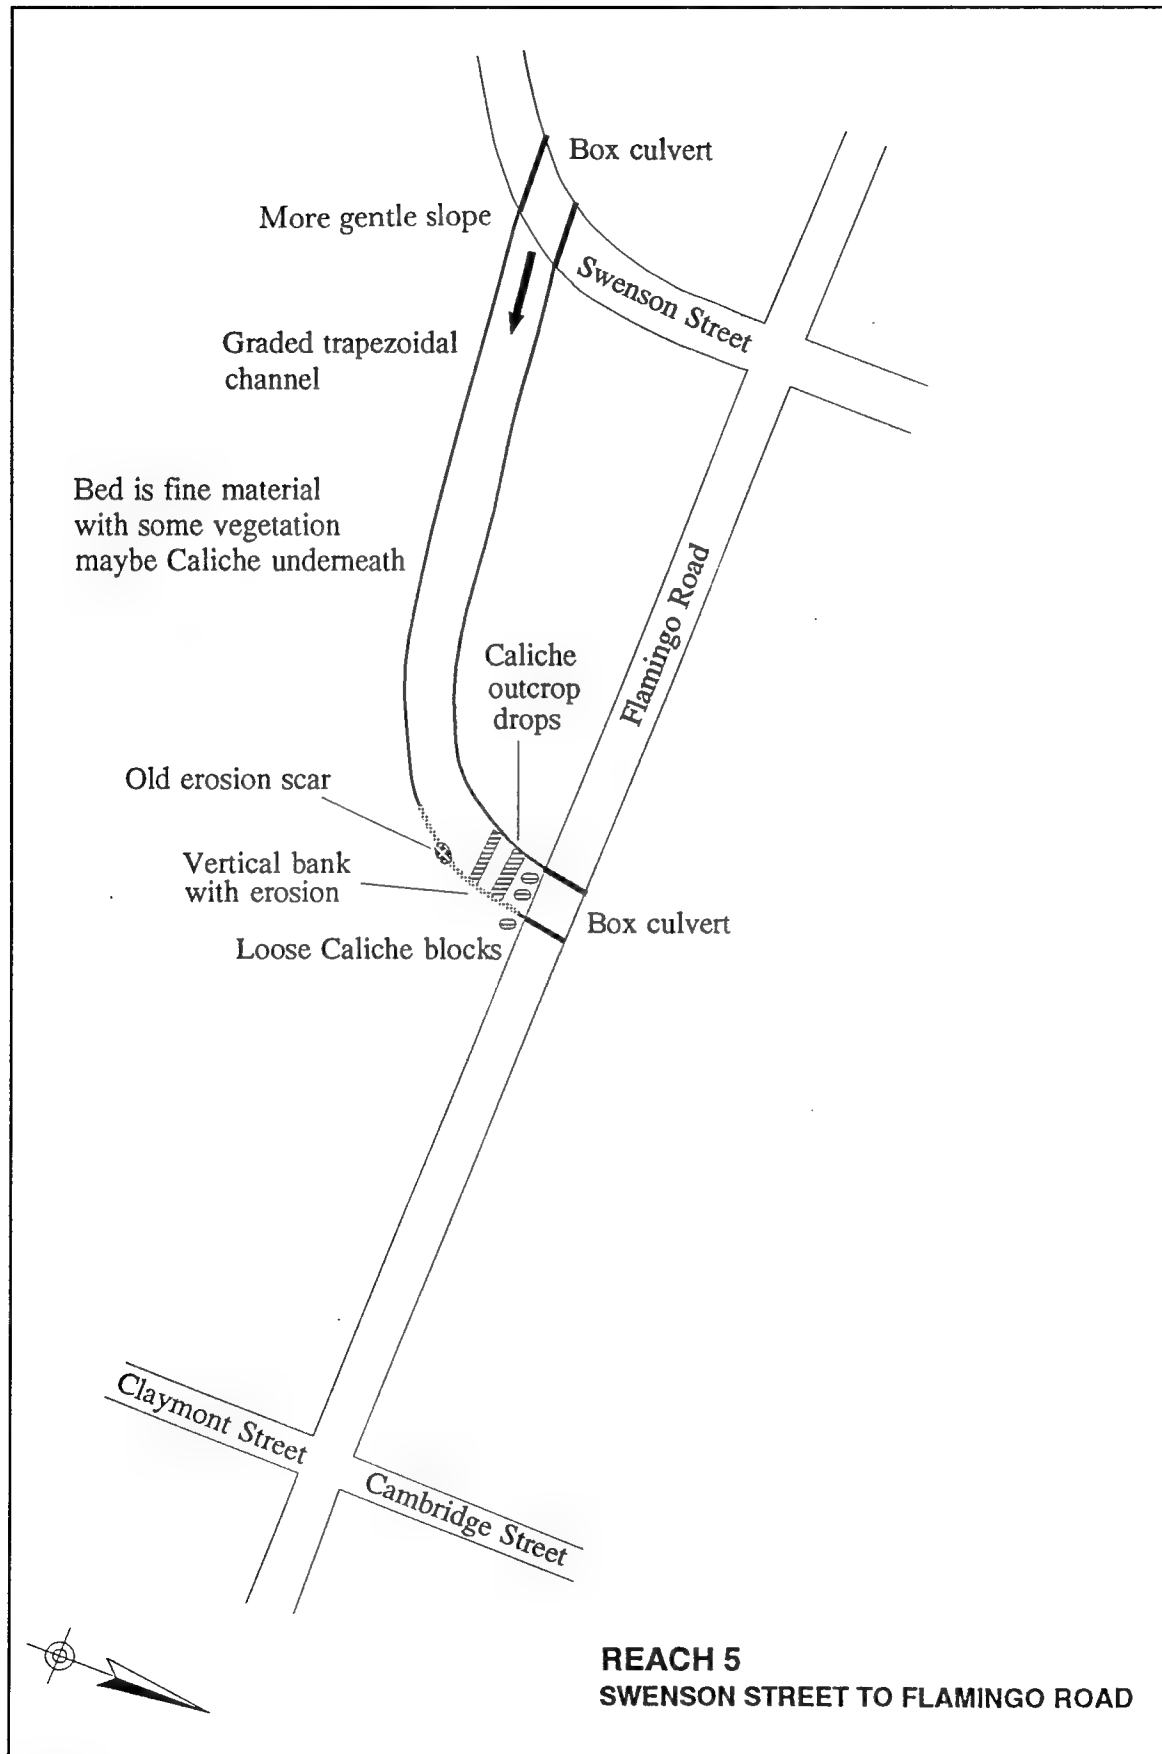 Box culvert
More gentle slope
Swenson Street
Graded trapezoidal
channel
Bed is fine material
with some vegetation
maybe Caliche underneath
Flamingo Road
Caliche
outcrop
drops
Old erosion scar
Vertical bank
with erosion
Box culvert
Loose Caliche blocks
Claymont Street
Cambridge Street
REACH 5
SWENSON STREET TO FLAMINGO ROAD